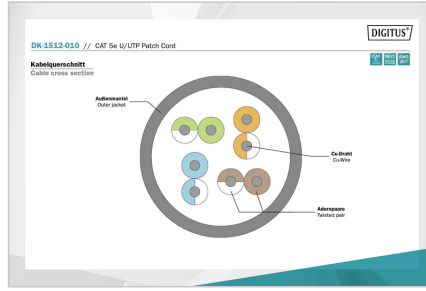 DIGITUS®
DK-1512-010 // CAT 5e U/UTP Patch Cord
Kabelquerschnitt
Cable cross section
Außenmantel
Outer jacket
Cu-Draht
Cu-Wire
Adernpaare
Twisted pair